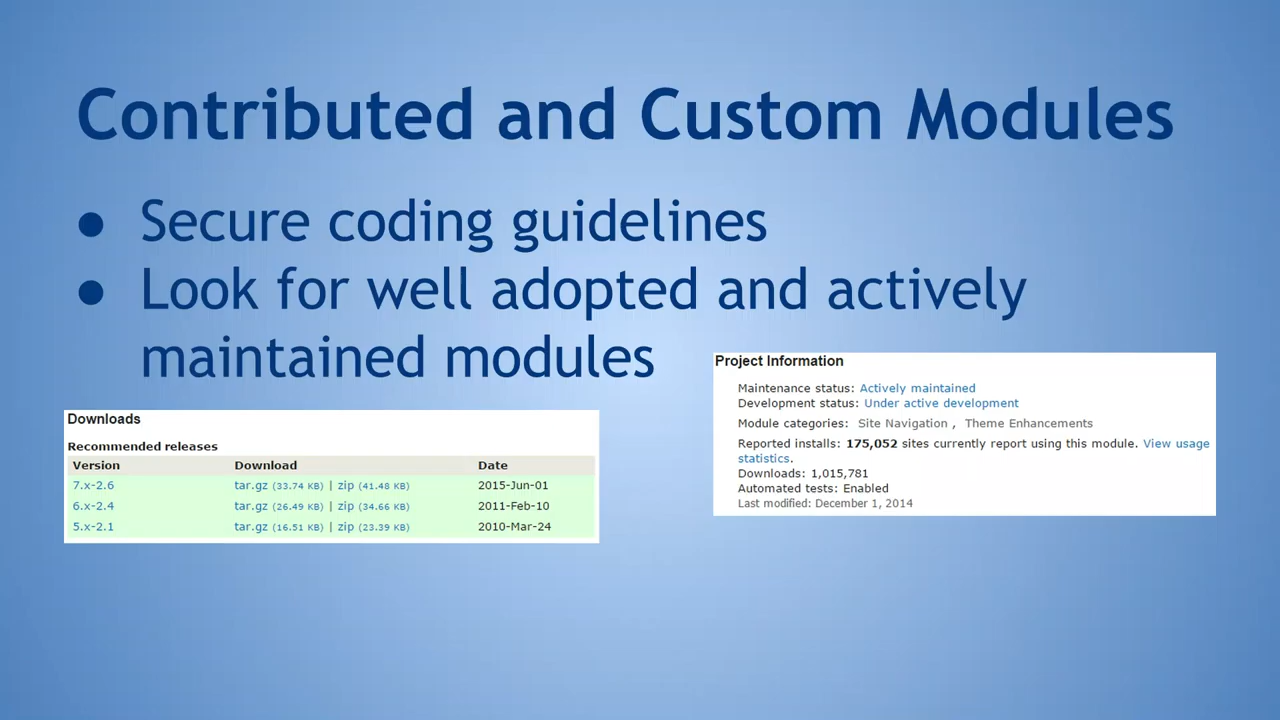 Contributed and Custom Modules
● Secure coding guidelines
● Look for well adopted and actively
maintained modules
Downloads
Recommended releases
Version Download Date
7.x-2.6 tar.gz (33.74 KB) | zip (41.48 KB) 2015-Jun-01
6.x-2.4 tar.gz (26.49 KB) | zip (34.66 KB) 2011-Feb-10
5.x-2.1 tar.gz (16.51 KB) | zip (23.39 KB) 2010-Mar-24
Project Information
Maintenance status: Actively maintained
Development status: Under active development
Module categories: Site Navigation , Theme Enhancements
Reported installs: 175,052 sites currently report using this module. View usage
statistics.
Downloads: 1,015,781
Automated tests: Enabled
Last modified: December 1, 2014